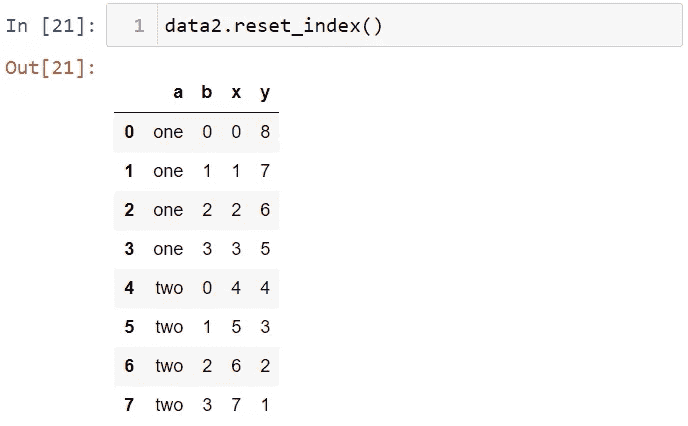 In [21]: 1 data2.reset_index()
Out[21]:
a b x y
0 one 0 0 8
1 one 1 1 7
2 one 2 2 6
3 one 3 3 5
4 two 0 4 4
5 two 1 5 3
6 two 2 6 2
7 two 3 7 1